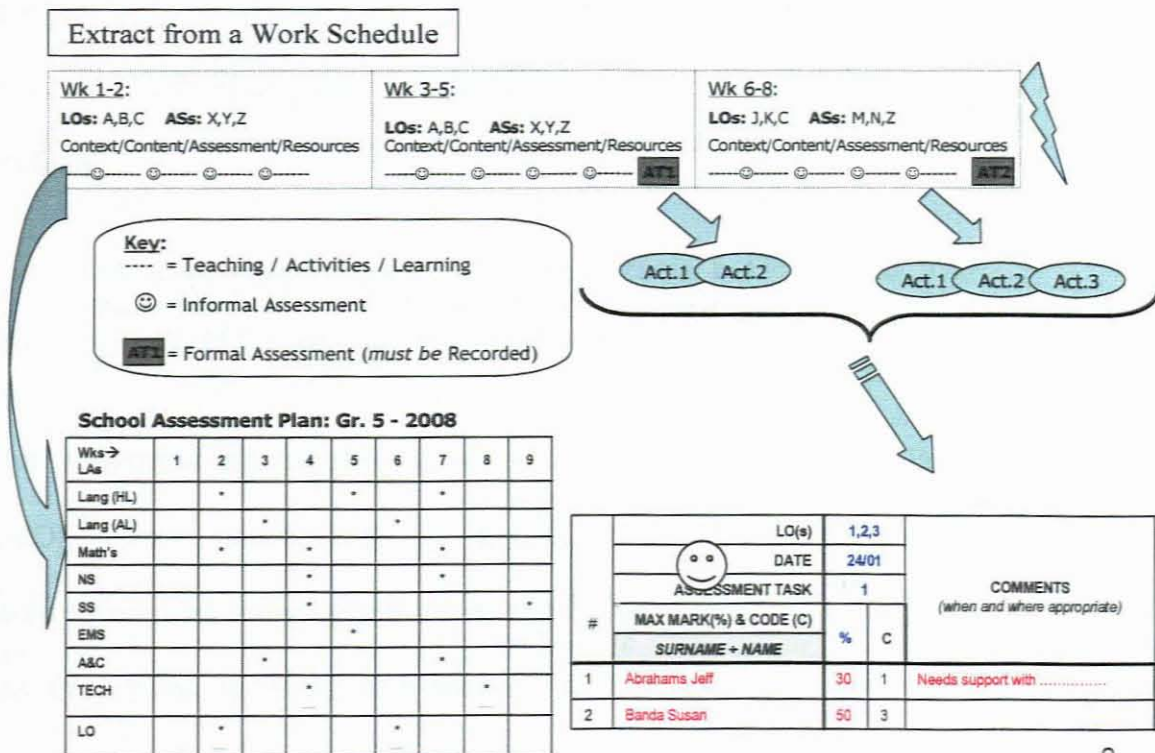 Extract from a Work Schedule
Wk 1-2:
LOs: A,B,C ASs: X,Y,Z
Context/Content/Assessment/Resources
Wk 3-5:
LOs: A,B,C ASs: X,Y,Z
Context/Content/Assessment/Resources
AT1
Wk 6-8:
LOs: J,K,C ASs: M,N,Z
Context/Content/Assessment/Resources
AT2
Key:
---- = Teaching / Activities / Learning
☺ = Informal Assessment
AT1 = Formal Assessment (must be Recorded)
Act.1 Act.2
Act.1 Act.2 Act.3
School Assessment Plan: Gr. 5 - 2008
Wks→ 1 2 3 4 5 6 7 8 9
LAs
Lang (HL) * * *
Lang (AL) * *
Math's * * *
NS * *
SS * *
EMS *
A&C * *
TECH * *
LO * *
# LO(s) 1,2,3
DATE 24/01
ASSESSMENT TASK 1
MAX MARK(%) & CODE (C) % C
SURNAME + NAME
COMMENTS
(when and where appropriate)
1 Abrahams Jeff 30 1 Needs support with ...............
2 Banda Susan 50 3